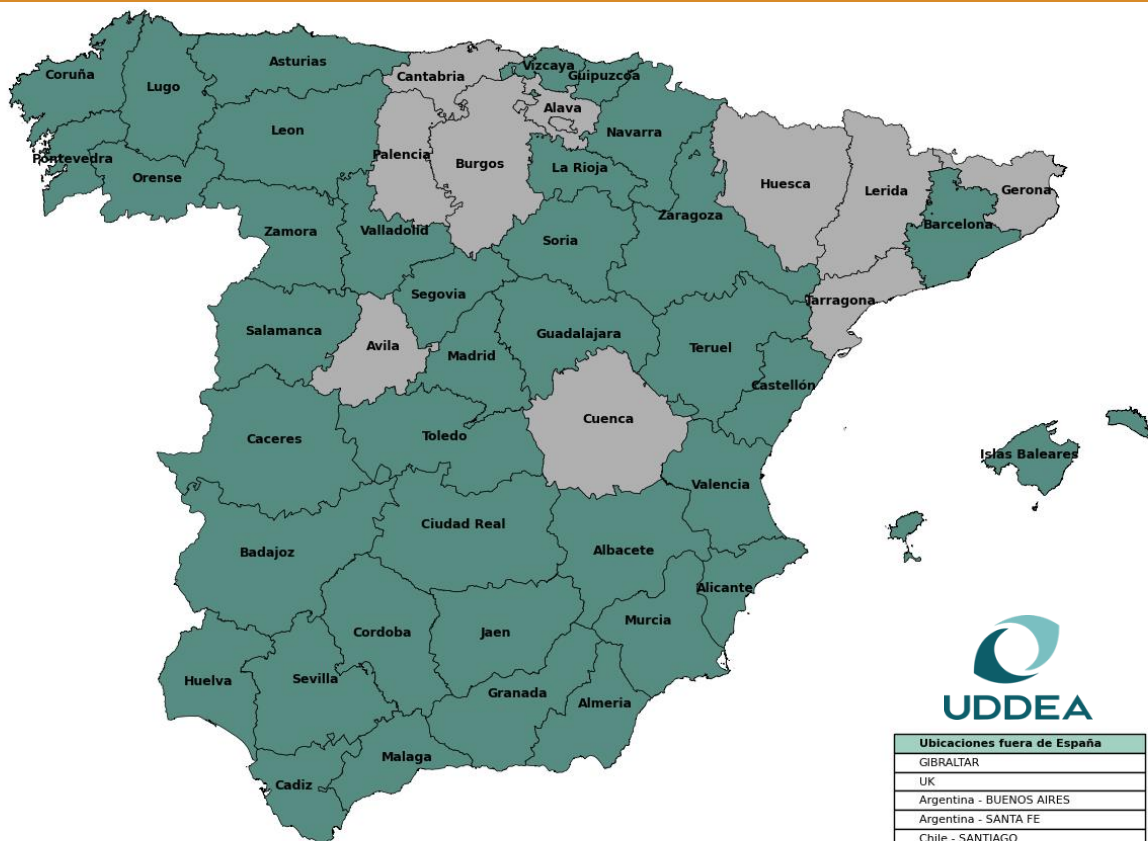 Coruña
Lugo
Asturias
Cantabria
Vizcaya
Guipuzcoa
Alava
Navarra
Leon
Palencia
Burgos
La Rioja
Pontevedra
Orense
Huesca
Lerida
Gerona
Zaragoza
Barcelona
Zamora
Valladolid
Soria
Segovia
Tarragona
Salamanca
Avila
Madrid
Guadalajara
Teruel
Castellón
Caceres
Toledo
Cuenca
Islas Baleares
Valencia
Ciudad Real
Badajoz
Albacete
Alicante
Murcia
Cordoba
Jaen
Huelva
Sevilla
Granada
Almeria
Malaga
Cadiz
UDDEA
Ubicaciones fuera de España
GIBRALTAR
UK
Argentina - BUENOS AIRES
Argentina - SANTA FE
Chile - SANTIAGO